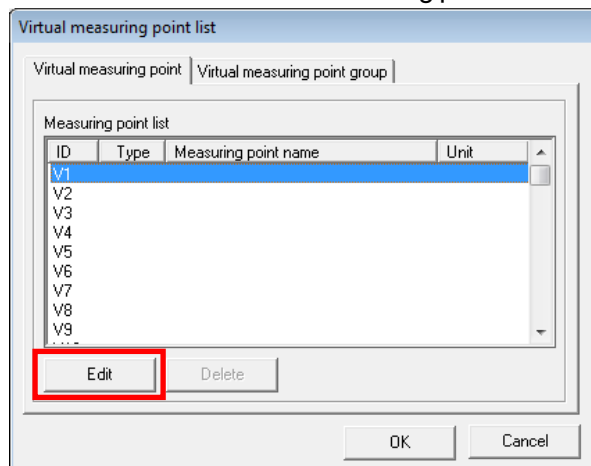 Virtual measuring point list
Virtual measuring point Virtual measuring point group
Measuring point list
ID Type Measuring point name Unit
V1
V2
V3
V4
V5
V6
V7
V8
V9
Edit Delete
OK Cancel